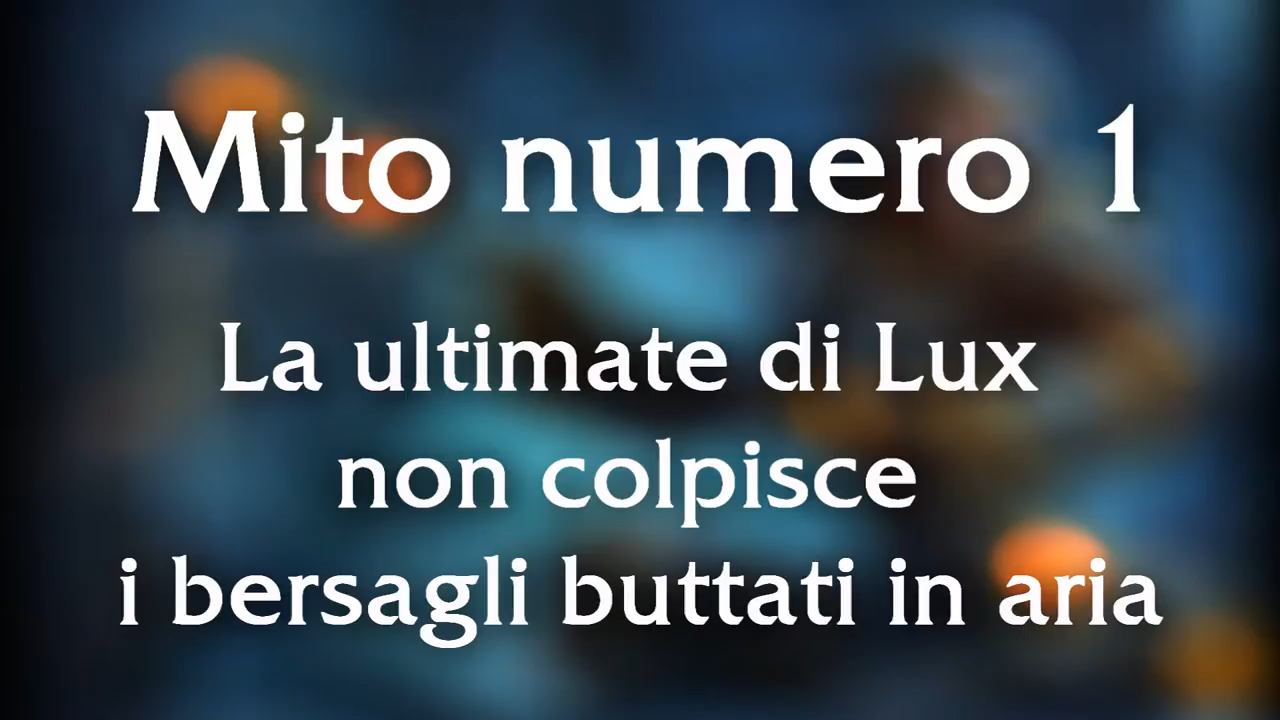 Mito numero 1
La ultimate di Lux
non colpisce
i bersagli buttati in aria